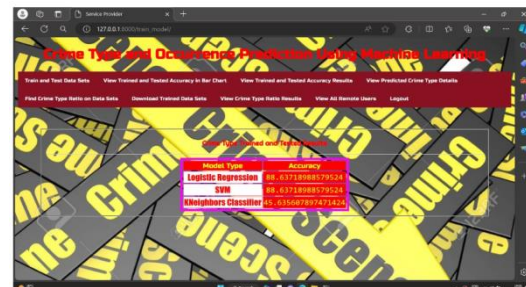 Service Provider
127.0.0.1:8000/train_model/
Crime Type and Occurrence Prediction Using Machine Learning
Train and Test Data Sets View Trained and Tested Accuracy in Bar Chart View Trained and Tested Accuracy Results View Predicted Crime Type Details
Find Crime Type Ratio on Data Sets Download Trained Data Sets View Crime Type Ratio Results View All Remote Users Logout
Crime Type Trained and Tested Results
Model Type Accuracy
Logistic Regression 88.63718988579524
SVM 88.63718988579524
KNeighbors Classifier 45.635607897471424
Crime
Scene